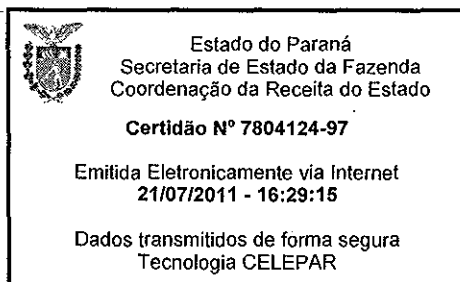 Estado do Paraná
Secretaria de Estado da Fazenda
Coordenação da Receita do Estado
Certidão Nº 7804124-97
Emitida Eletronicamente via Internet
21/07/2011 - 16:29:15
Dados transmitidos de forma segura
Tecnologia CELEPAR